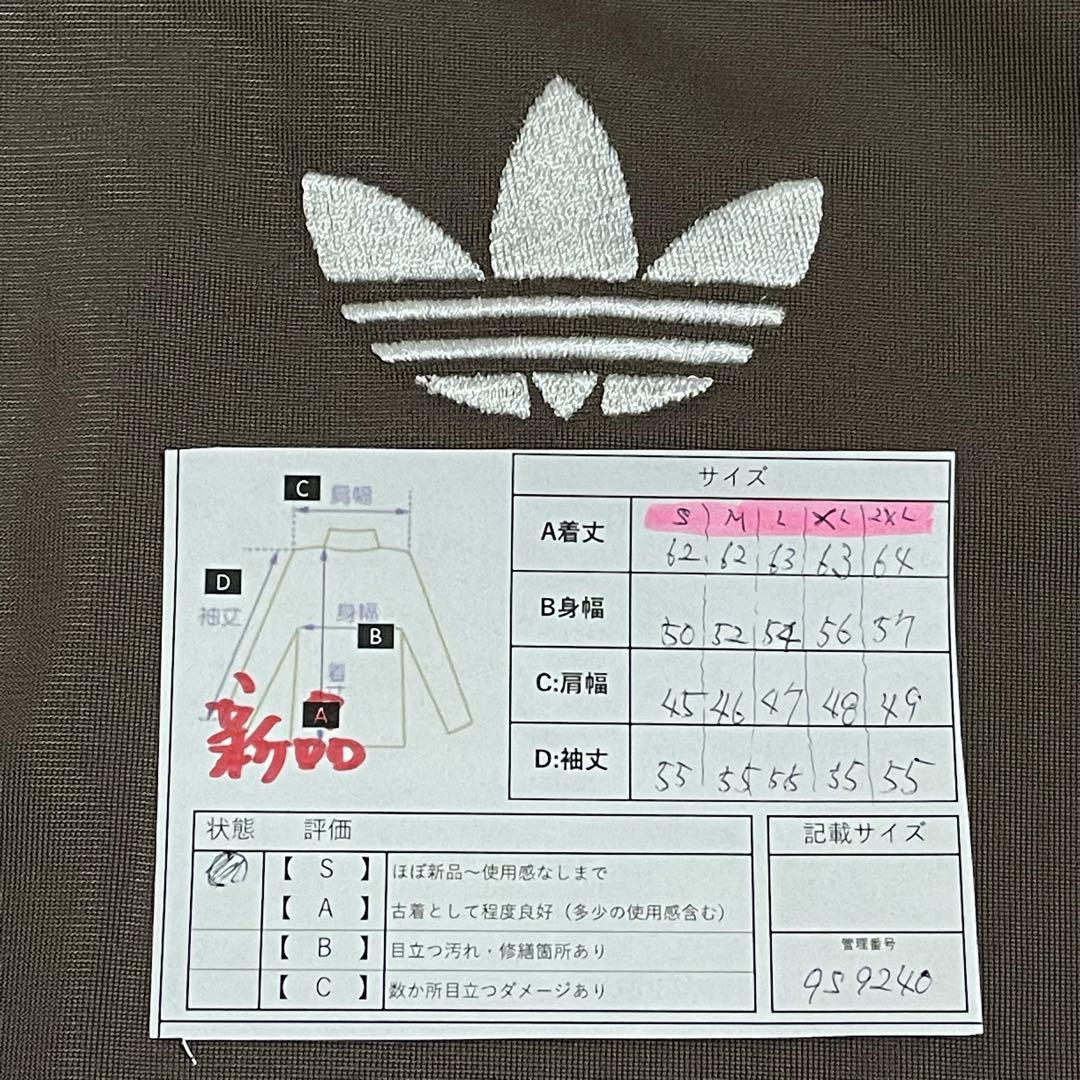 C 肩幅
D
袖丈
身幅
B
着丈
A
新品
サイズ
A着丈 S M L XL 2XL
62 62 63 63 64
B身幅 50 52 54 56 57
C:肩幅 45 46 47 48 49
D:袖丈 55 55 55 55 55
状態 評価
【 S 】 ほぼ新品～使用感なしまで
【 A 】 古着として程度良好（多少の使用感含む）
【 B 】 目立つ汚れ・修繕箇所あり
【 C 】 数か所目立つダメージあり
記載サイズ
管理番号
959240